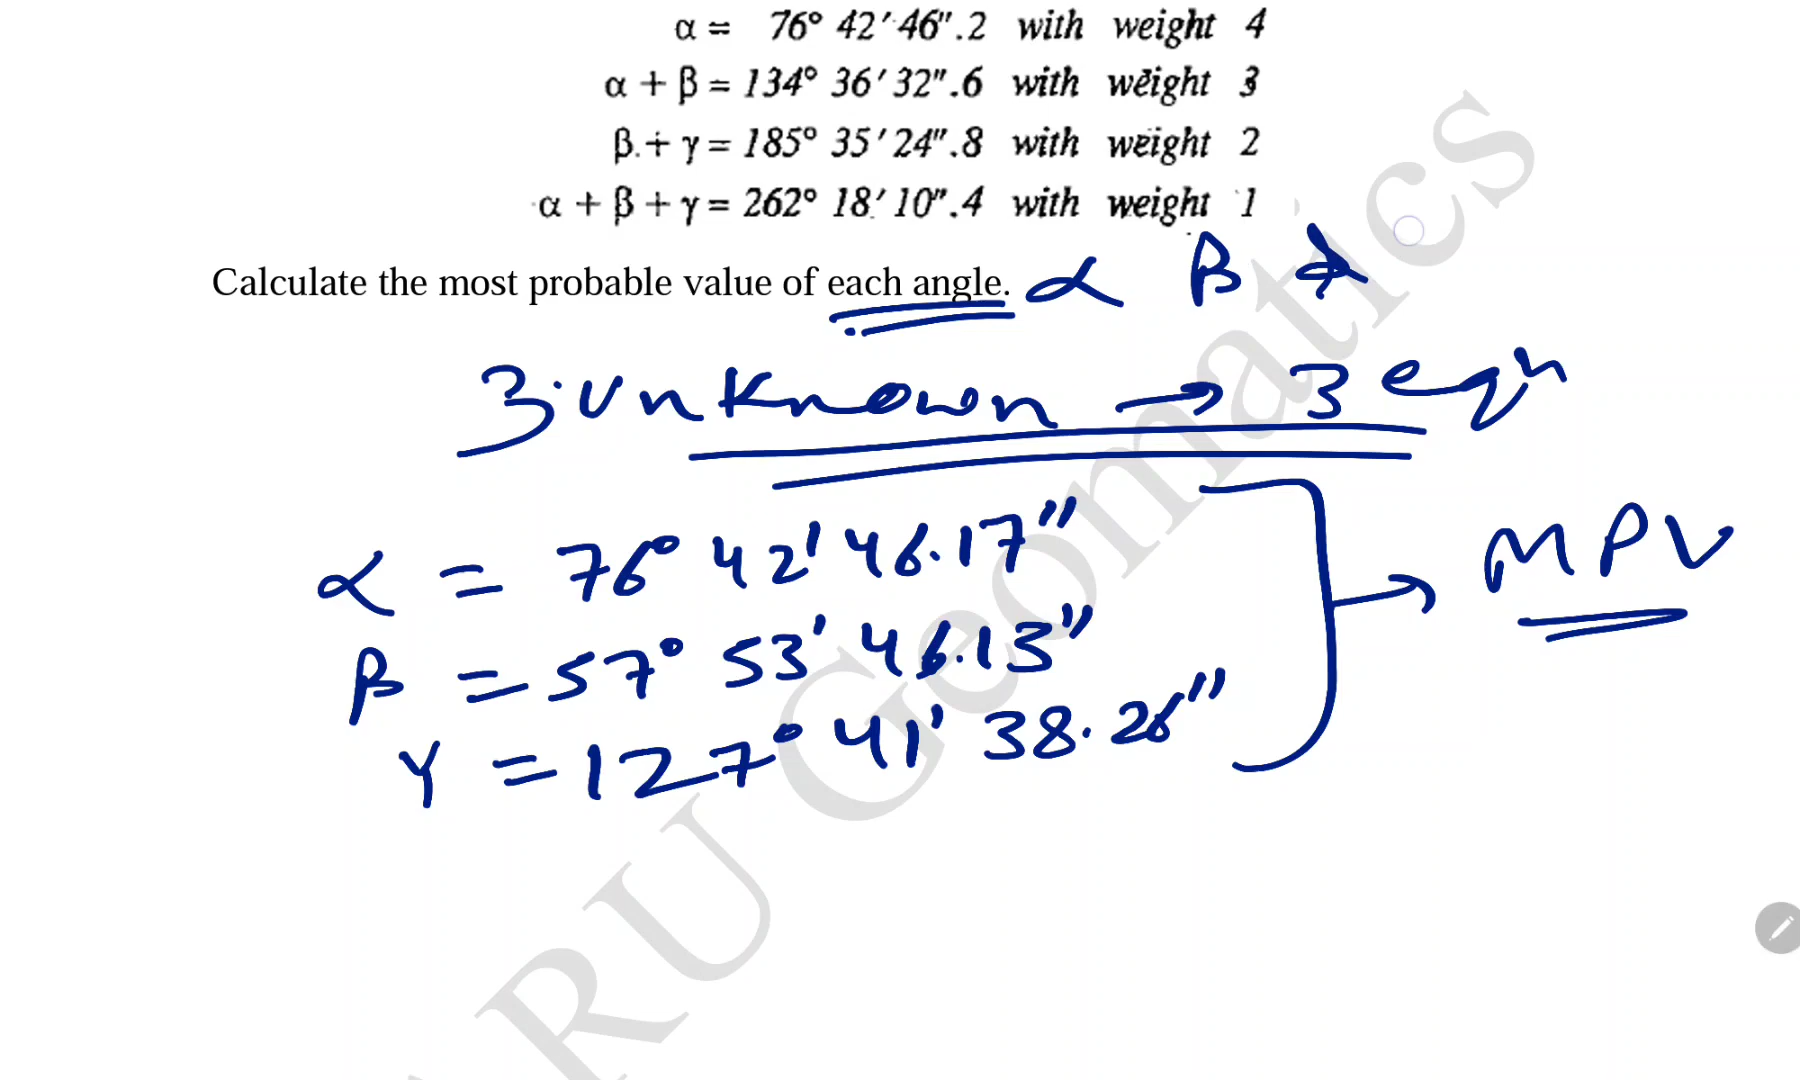 α = 76° 42' 46".2 with weight 4
α + β = 134° 36' 32".6 with weight 3
β + γ = 185° 35' 24".8 with weight 2
α + β + γ = 262° 18' 10".4 with weight 1
Calculate the most probable value of each angle. α β
3 unknown → 3 eqn
α = 76° 42' 46.17"
β = 57° 53' 46.13"
γ = 127° 41' 38.26"
MPV
RU Geomatics